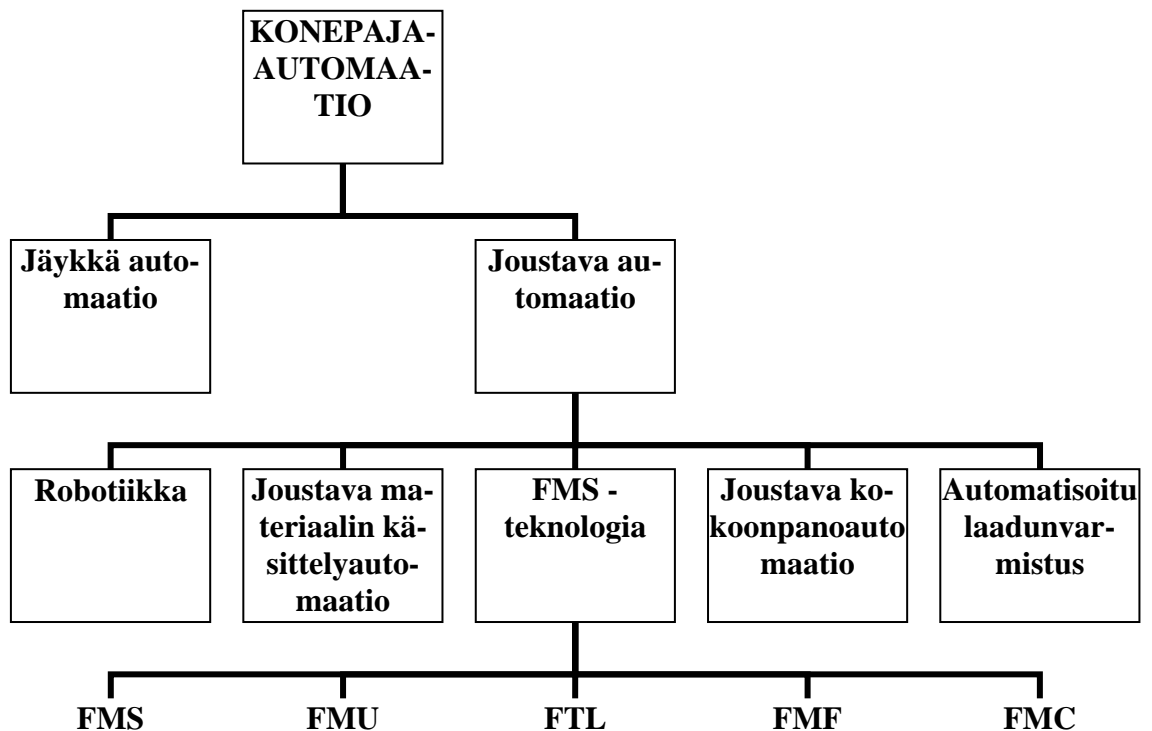 KONEPAJA-
AUTOMAA-
TIO
Jäykkä auto-
maatio
Joustava au-
tomaatio
Robotiikka
Joustava ma-
teriaalin kä-
sittelyauto-
maatio
FMS -
teknologia
Joustava ko-
koonpanoauto
maatio
Automatisoitu
laadunvar-
mistus
FMS
FMU
FTL
FMF
FMC